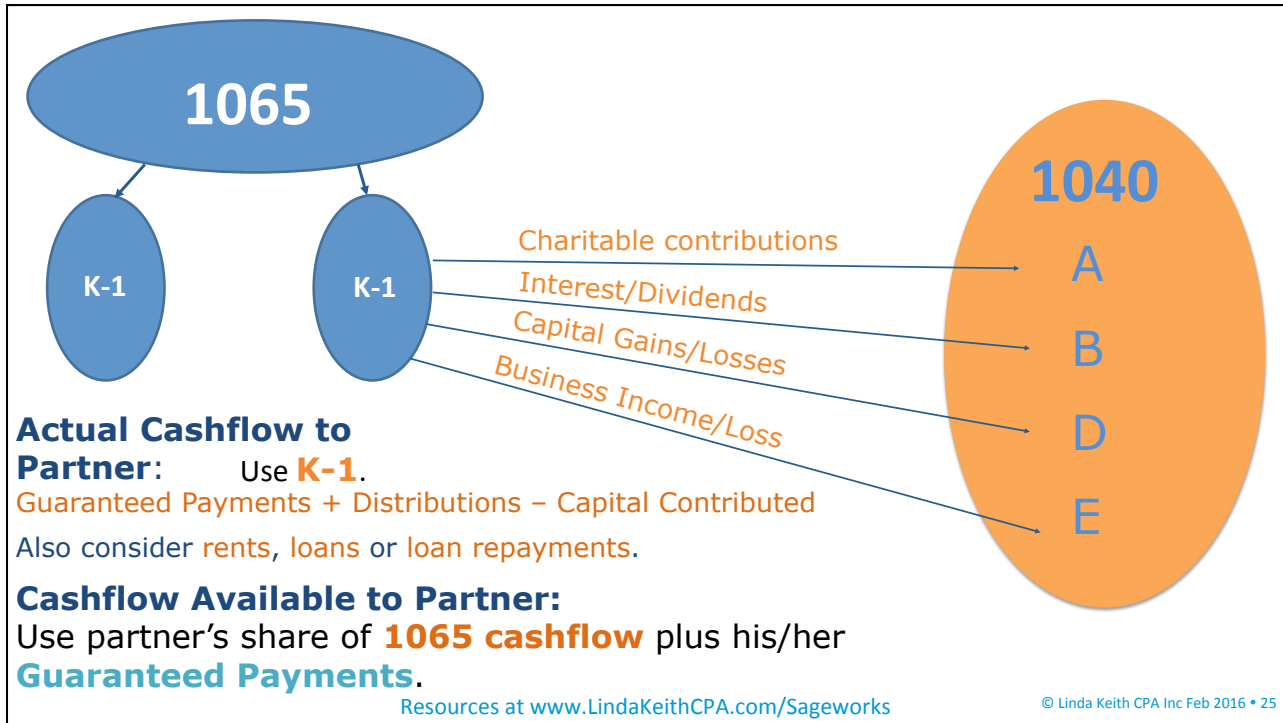 1065
K-1
K-1
Charitable contributions
Interest/Dividends
Capital Gains/Losses
Business Income/Loss
1040
A
B
D
E
Actual Cashflow to
Partner: Use K-1.
Guaranteed Payments + Distributions – Capital Contributed
Also consider rents, loans or loan repayments.
Cashflow Available to Partner:
Use partner’s share of 1065 cashflow plus his/her
Guaranteed Payments.
Resources at www.LindaKeithCPA.com/Sageworks
© Linda Keith CPA Inc Feb 2016 • 25